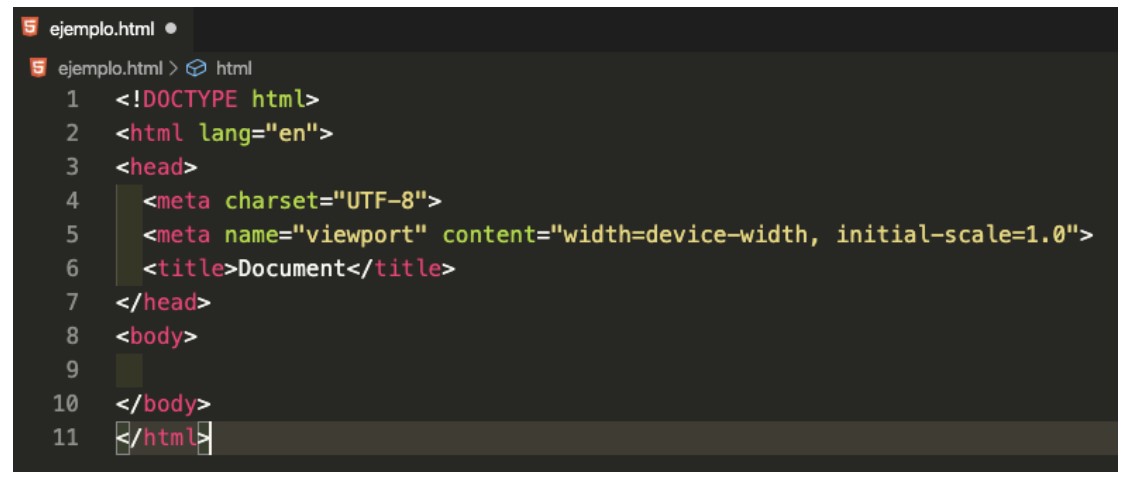 ejemplo.html
ejemplo.html > html
1 <!DOCTYPE html>
2 <html lang="en">
3 <head>
4   <meta charset="UTF-8">
5   <meta name="viewport" content="width=device-width, initial-scale=1.0">
6   <title>Document</title>
7 </head>
8 <body>
9
10 </body>
11 </html>